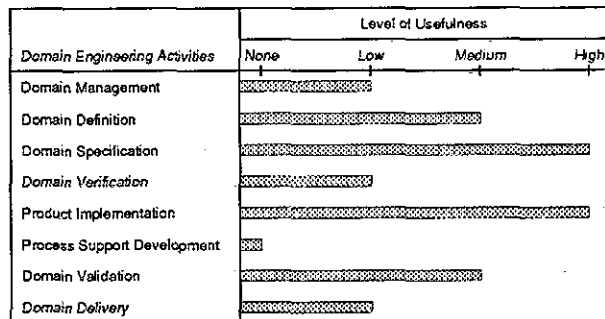 Level of Usefulness
Domain Engineering Activities None Low Medium High
Domain Management
Domain Definition
Domain Specification
Domain Verification
Product Implementation
Process Support Development
Domain Validation
Domain Delivery